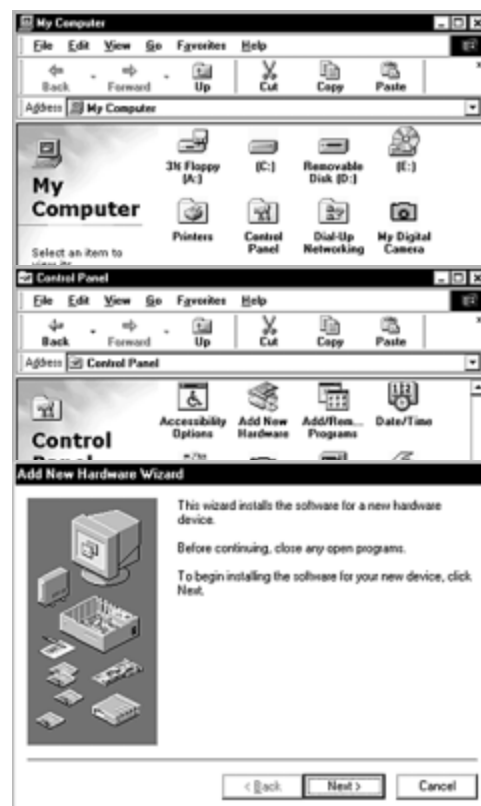 My Computer
File Edit View Go Favorites Help
Back Forward Up Cut Copy Paste
Address My Computer
My
Computer
Select an item to
3½ Floppy
[A:]
[C:]
Removable
Disk [D:]
[E:]
Printers
Control
Panel
Dial-Up
Networking
My Digital
Camera
Control Panel
File Edit View Go Favorites Help
Back Forward Up Cut Copy Paste
Address Control Panel
Control
Accessibility
Options
Add New
Hardware
Add/Rem...
Programs
Date/Time
Add New Hardware Wizard
This wizard installs the software for a new hardware
device.
Before continuing, close any open programs.
To begin installing the software for your new device, click
Next.
< Back Next > Cancel